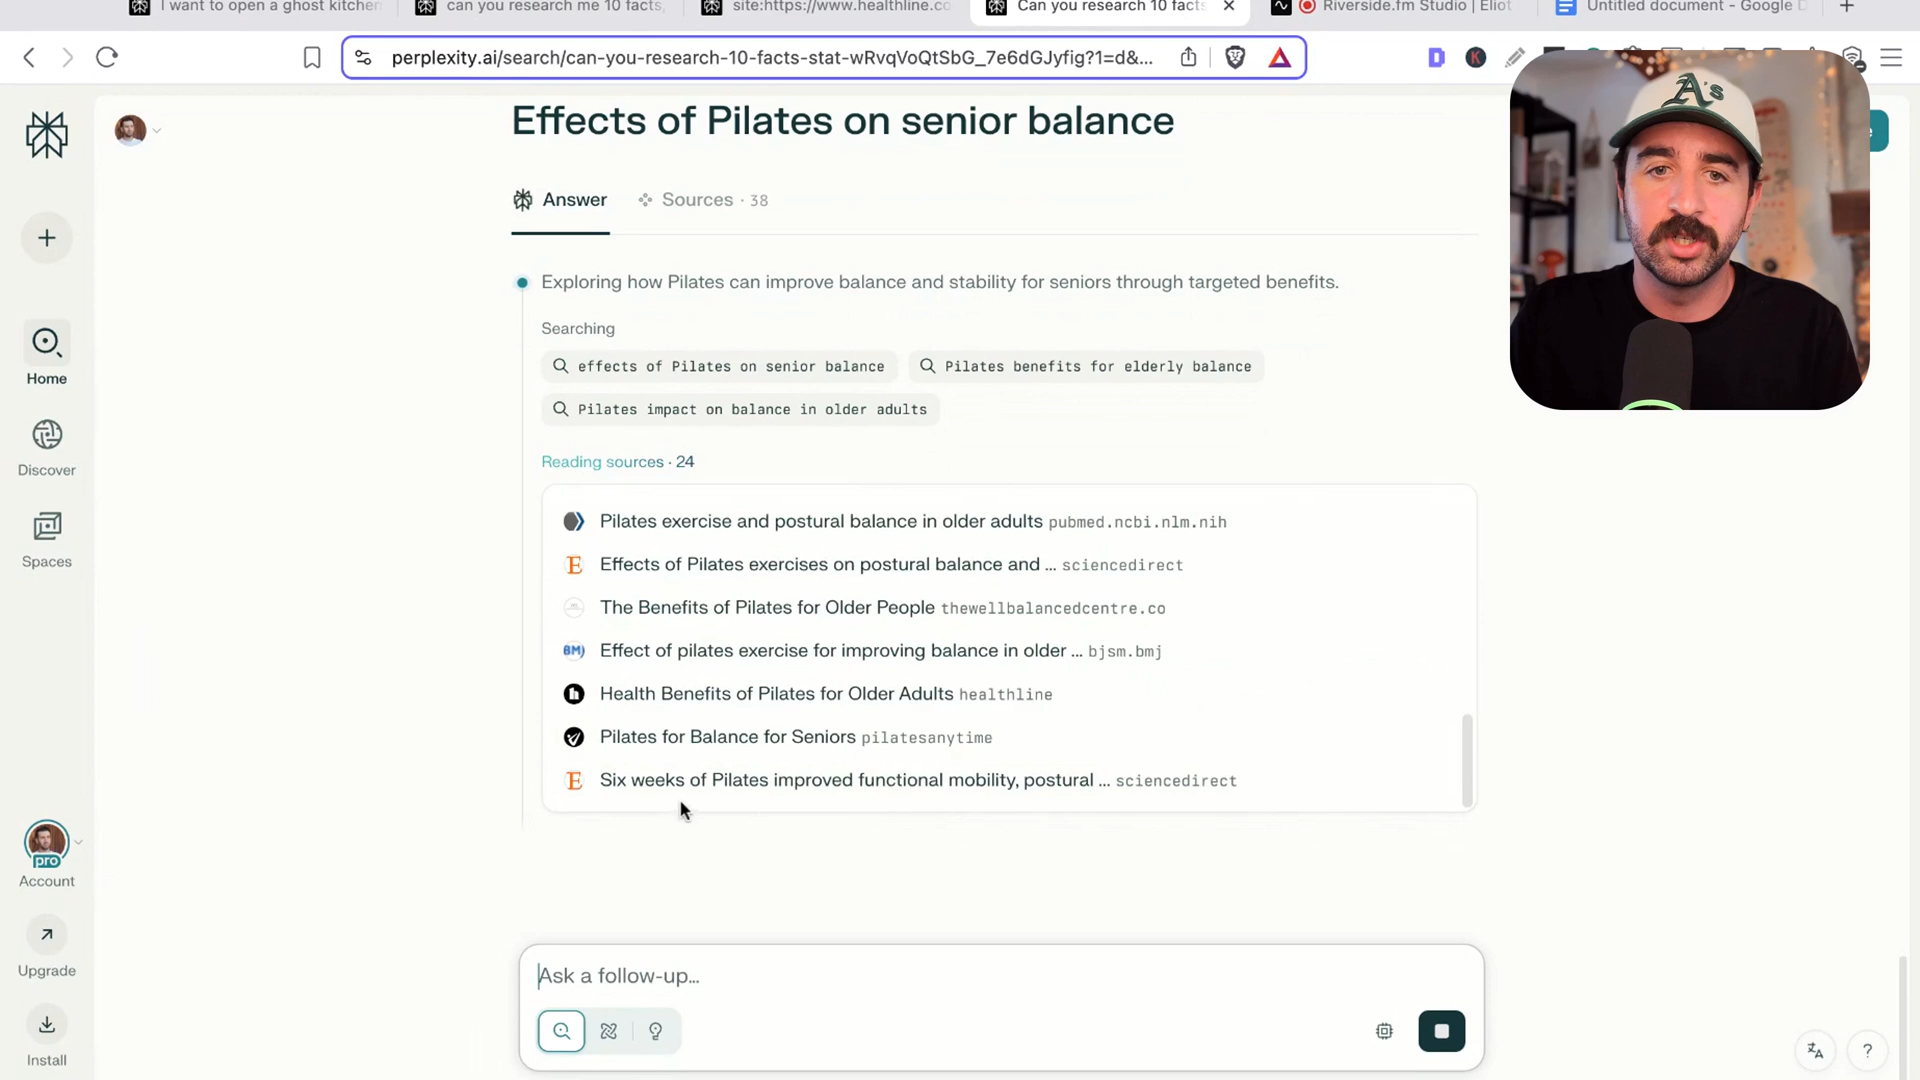 I want to open a ghost kitchen
can you research me 10 facts,
site:https://www.healthline.co
Can you research 10 facts
Riverside.fm Studio | Eliot
Untitled document - Google D
perplexity.ai/search/can-you-research-10-facts-stat-wRvqVoQtSbG_7e6dGJyfig?1=d&...
D
K
A's
Effects of Pilates on senior balance
Answer
Sources · 38
Exploring how Pilates can improve balance and stability for seniors through targeted benefits.
Searching
effects of Pilates on senior balance
Pilates benefits for elderly balance
Pilates impact on balance in older adults
Reading sources · 24
Pilates exercise and postural balance in older adults pubmed.ncbi.nlm.nih
E Effects of Pilates exercises on postural balance and ... sciencedirect
The Benefits of Pilates for Older People thewellbalancedcentre.co
BMJ Effect of pilates exercise for improving balance in older ... bjsm.bmj
h Health Benefits of Pilates for Older Adults healthline
Pilates for Balance for Seniors pilatesanytime
E Six weeks of Pilates improved functional mobility, postural ... sciencedirect
Home
Discover
Spaces
pro
Account
Upgrade
Install
Ask a follow-up...
?